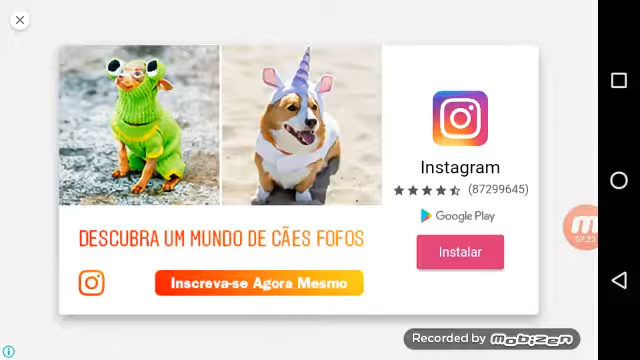 Instagram
(87299645)
Google Play
DESCUBRA UM MUNDO DE CÃES FOFOS
Instalar
Inscreva-se Agora Mesmo
07:22
Recorded by mobizen